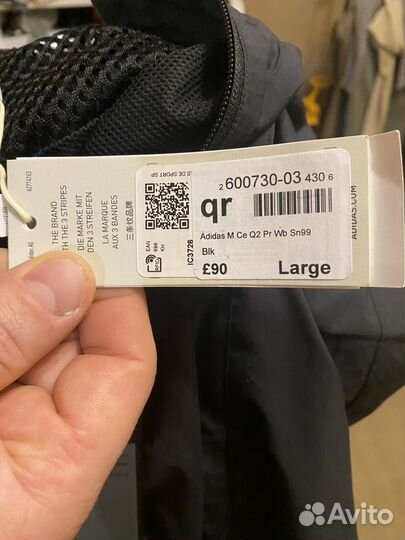 2 600730-03 430 6
qr
Adidas M Ce Q2 Pr Wb Sn99
Blk
£90 Large
IC3726
EAN
THE BRAND
WITH THE 3 STRIPES
DIE MARKE MIT
DEN 3 STREIFEN
LA MARQUE
AUX 3 BANDES
三条纹品牌
ADIDAS.COM
Avito